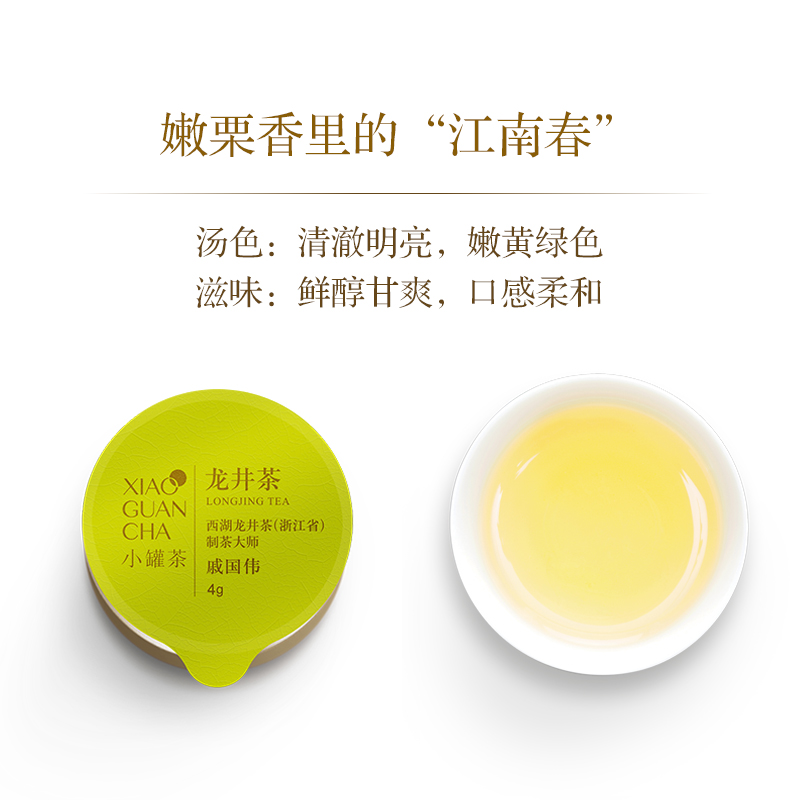 嫩栗香里的“江南春”
汤色：清澈明亮，嫩黄绿色
滋味：鲜醇甘爽，口感柔和
XIAO
GUAN
CHA
小罐茶
龙井茶
LONGJING TEA
西湖龙井茶(浙江省)
制茶大师
戚国伟
4g